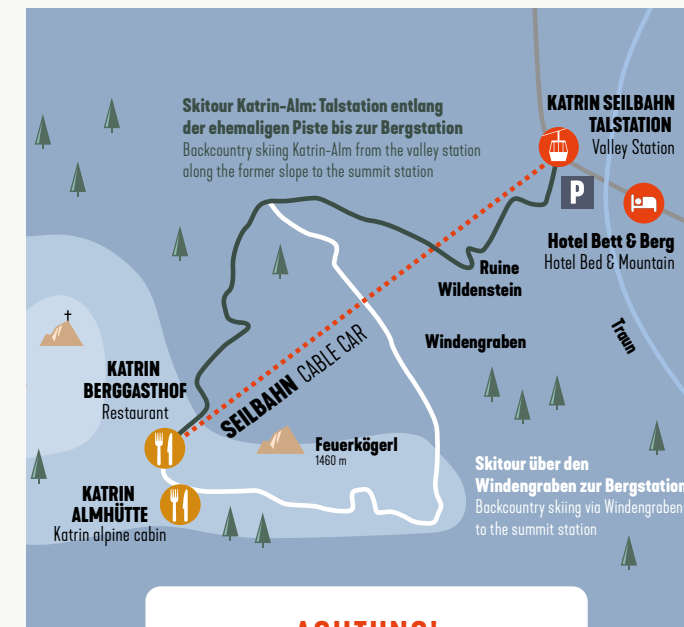 Skitour Katrin-Alm: Talstation entlang
der ehemaligen Piste bis zur Bergstation
Backcountry skiing Katrin-Alm from the valley station
along the former slope to the summit station
KATRIN SEILBAHN
TALSTATION
Valley Station
P
Hotel Bett & Berg
Hotel Bed & Mountain
Ruine
Wildenstein
Traun
Windengraben
KATRIN
BERGGASTHOF
Restaurant
SEILBAHN CABLE CAR
Feuerkögerl
1460 m
KATRIN
ALMHÜTTE
Katrin alpine cabin
Skitour über den
Windengraben zur Bergstation
Backcountry skiing via Windengraben
to the summit station
ACHTUNG!